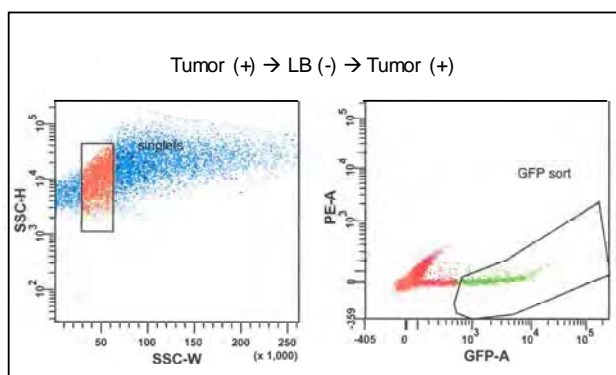 Tumor (+) → LB (-) → Tumor (+)
singlets
SSC-H
10^5
10^4
10^3
10^2
50 100 150 200 250
SSC-W (x 1,000)
GFP sort
PE-A
10^5
10^4
10^3
0
-359
-405 0 10^3 10^4 10^5
GFP-A